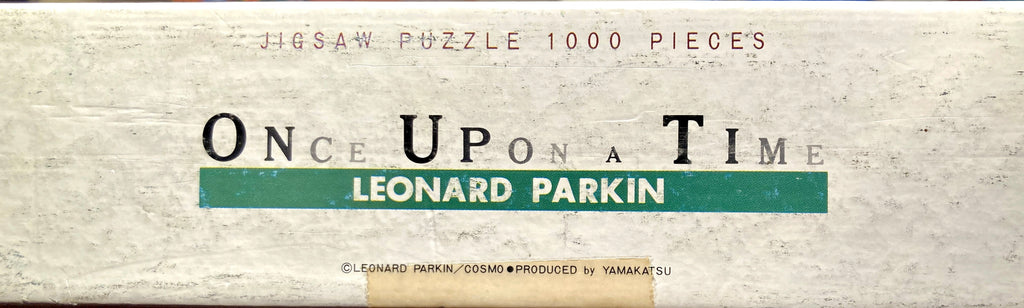 JIGSAW PUZZLE 1000 PIECES
ONCE UPON A TIME
LEONARD PARKIN
©LEONARD PARKIN/COSMO●PRODUCED by YAMAKATSU